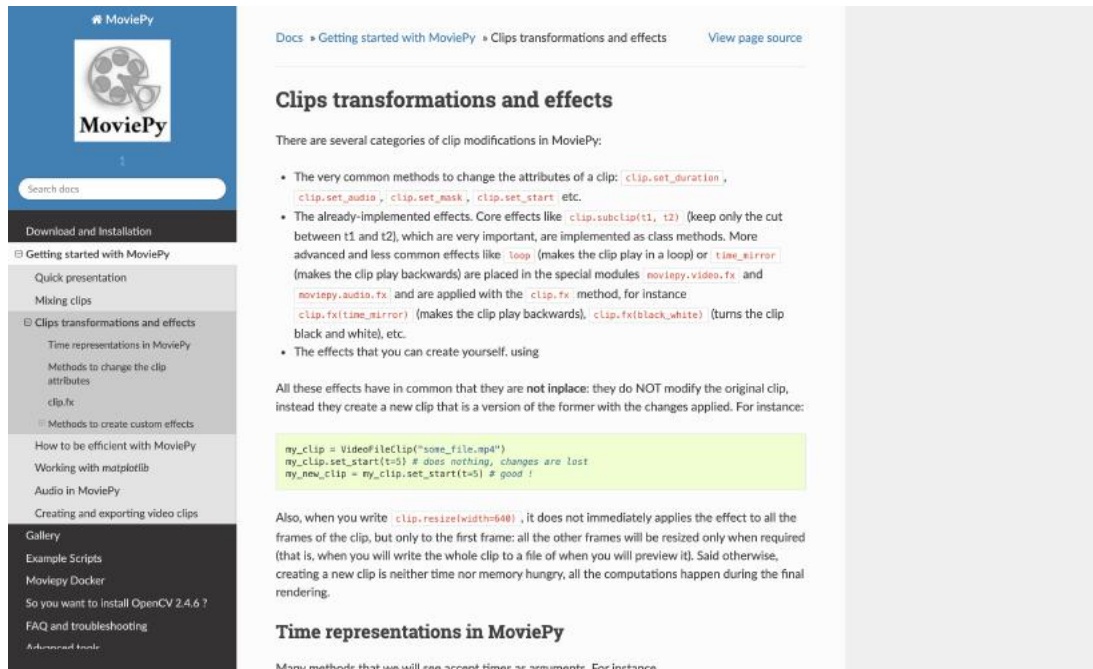 MoviePy
MoviePy
1
Search docs
Download and Installation
Getting started with MoviePy
Quick presentation
Mixing clips
Clips transformations and effects
Time representations in MoviePy
Methods to change the clip
attributes
clip.fx
Methods to create custom effects
How to be efficient with MoviePy
Working with matplotlib
Audio in MoviePy
Creating and exporting video clips
Gallery
Example Scripts
Moviepy Docker
So you want to install OpenCV 2.4.6 ?
FAQ and troubleshooting
Advanced tools
Docs » Getting started with MoviePy » Clips transformations and effects View page source
Clips transformations and effects
There are several categories of clip modifications in MoviePy:
• The very common methods to change the attributes of a clip: clip.set_duration ,
clip.set_audio , clip.set_mask , clip.set_start etc.
• The already-implemented effects. Core effects like clip.subclip(t1, t2) (keep only the cut
between t1 and t2), which are very important, are implemented as class methods. More
advanced and less common effects like loop (makes the clip play in a loop) or time_mirror
(makes the clip play backwards) are placed in the special modules moviepy.video.fx and
moviepy.audio.fx and are applied with the clip.fx method, for instance
clip.fx(time_mirror) (makes the clip play backwards), clip.fx(black_white) (turns the clip
black and white), etc.
• The effects that you can create yourself. using
All these effects have in common that they are not inplace: they do NOT modify the original clip,
instead they create a new clip that is a version of the former with the changes applied. For instance:
my_clip = VideoFileClip("some_file.mp4")
my_clip.set_start(t=5) # does nothing, changes are lost
my_new_clip = my_clip.set_start(t=5) # good !
Also, when you write clip.resize(width=640) , it does not immediately applies the effect to all the
frames of the clip, but only to the first frame: all the other frames will be resized only when required
(that is, when you will write the whole clip to a file of when you will preview it). Said otherwise,
creating a new clip is neither time nor memory hungry, all the computations happen during the final
rendering.
Time representations in MoviePy
Many methods that we will see accept times as arguments. For instance